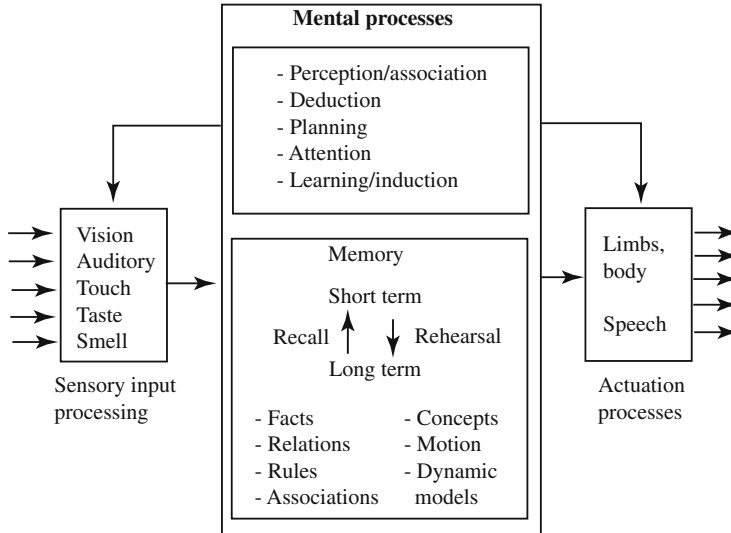 Mental processes
- Perception/association
- Deduction
- Planning
- Attention
- Learning/induction
Vision
Auditory
Touch
Taste
Smell
Sensory input
processing
Memory
Short term
Recall
Rehearsal
Long term
- Facts
- Relations
- Rules
- Associations
- Concepts
- Motion
- Dynamic
models
Limbs,
body
Speech
Actuation
processes